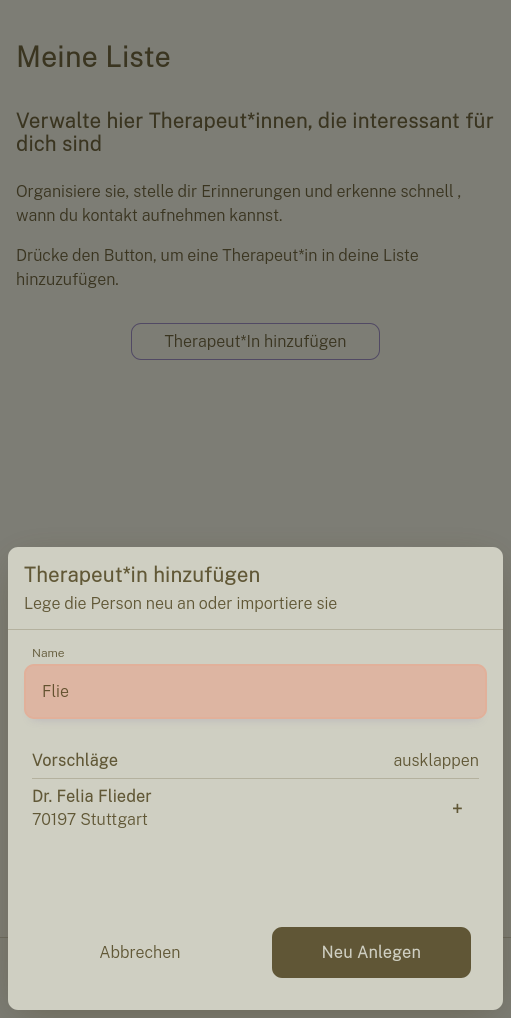 Meine Liste
Verwalte hier Therapeut*innen, die interessant für
dich sind
Organisiere sie, stelle dir Erinnerungen und erkenne schnell ,
wann du kontakt aufnehmen kannst.
Drücke den Button, um eine Therapeut*in in deine Liste
hinzuzufügen.
Therapeut*In hinzufügen
Therapeut*in hinzufügen
Lege die Person neu an oder importiere sie
Name
Flie
Vorschläge ausklappen
Dr. Felia Flieder
70197 Stuttgart
+
Abbrechen Neu Anlegen